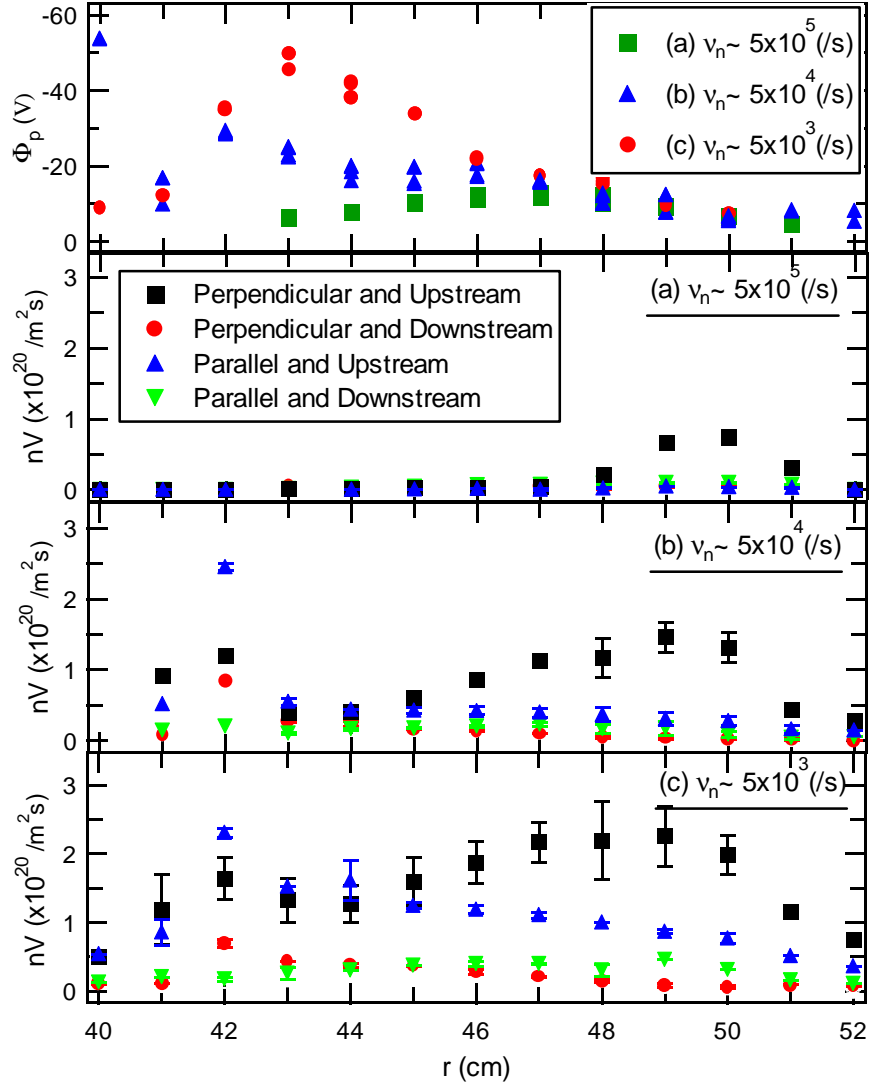 -60
-40
-20
0
Φp (V)
(a) νn~ 5x10^5(/s)
(b) νn~ 5x10^4(/s)
(c) νn~ 5x10^3(/s)
3
2
1
0
nV (x10^20 /m^2s)
Perpendicular and Upstream
Perpendicular and Downstream
Parallel and Upstream
Parallel and Downstream
(a) νn~ 5x10^5(/s)
3
2
1
0
nV (x10^20 /m^2s)
(b) νn~ 5x10^4(/s)
3
2
1
0
nV (x10^20 /m^2s)
(c) νn~ 5x10^3(/s)
40 42 44 46 48 50 52
r (cm)